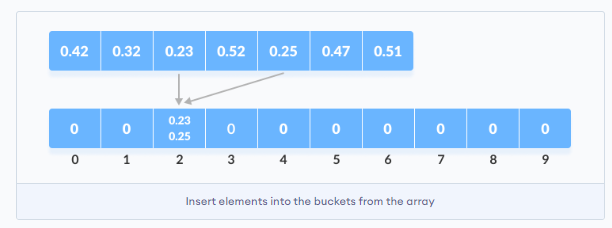 0.42 0.32 0.23 0.52 0.25 0.47 0.51
0 0 0.23 0 0 0 0 0 0 0
0.25
0 1 2 3 4 5 6 7 8 9
Insert elements into the buckets from the array